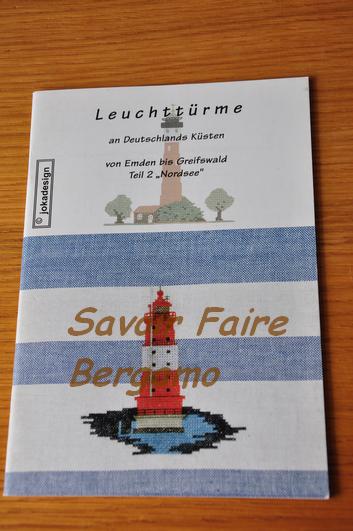 Leuchttürme
an Deutschlands Küsten
von Emden bis Greifswald
Teil 2 „Nordsee"
© jokadesign
Savoir Faire
Bergamo